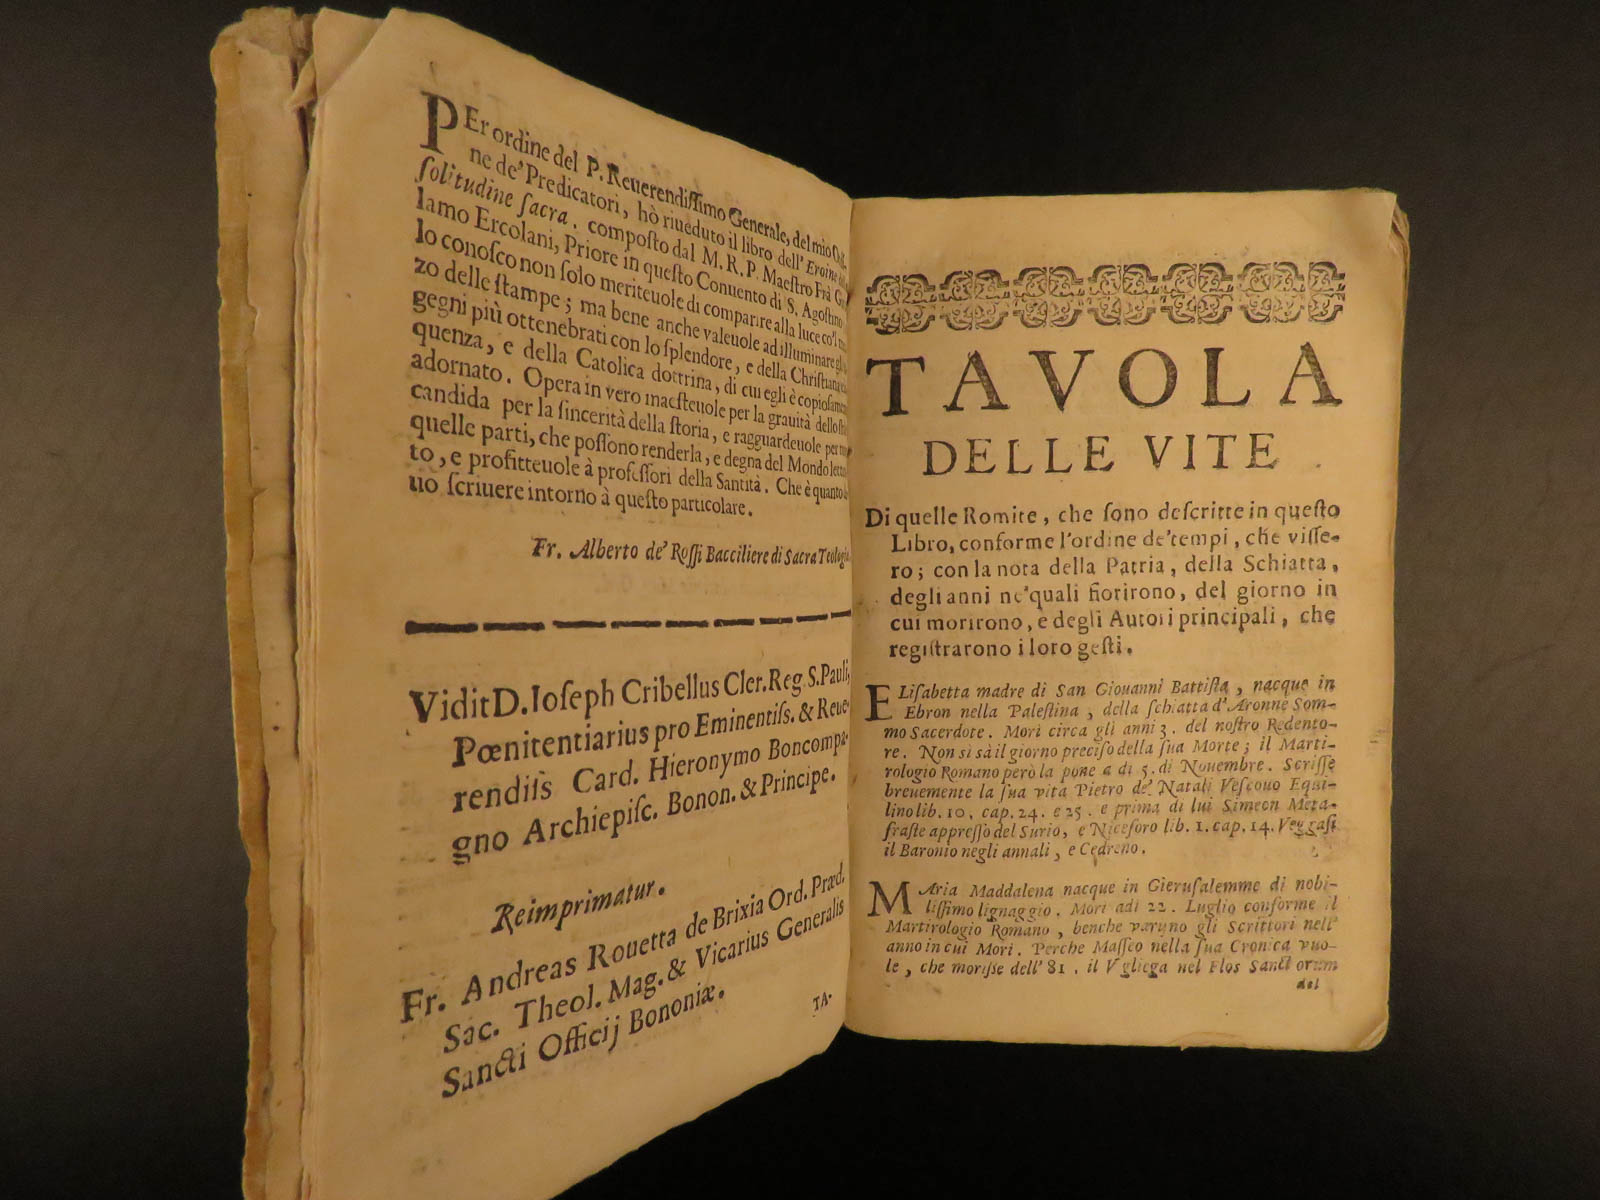 PEr ordine del P. Reuerendissimo Generale, del mio Ordi-
ne de' Predicatori, hò riueduto il libro dell' Eroine della
solitudine sacra. composto dal M. R. P. Maestro Frà Giro-
lamo Ercolani, Priore in questo Conuento di S. Agostino
lo conosco non solo meriteuole di comparire alla luce co'l
zo delle stampe; ma bene anche valeuole ad illuminare
gegni più ottenebrati con lo splendore, e della Christiana
quenza, e della Catolica dottrina, di cui egli è copiosamente
adornato. Opera in vero maesteuole per la grauità dello
candida per la sincerità della storia, e ragguardeuole per
quelle parti, che possono renderla, e degna del Mondo lettera-
to, e profitteuole à professori della Santità. Che è quanto
uo scriuere intorno à questo particolare.
Fr. Alberto de' Rossi Bacciliere di Sacra Teologia
Vidit D. Ioseph Cribellus Cler. Reg. S. Pauli,
Pœnitentiarius pro Eminentiss. & Reue-
rendiss Card. Hieronymo Boncompa-
gno Archiepisc. Bonon. & Principe.
Reimprimatur.
Fr. Andreas Rouetta de Brixia Ord. Præd.
Sac. Theol. Mag. & Vicarius Generalis
Sancti Officij Bononiæ.
TA-
TAVOLA
DELLE VITE
Di quelle Romite, che sono descritte in questo
Libro, conforme l'ordine de'tempi, che visse-
ro; con la nota della Patria, della Schiatta,
degli anni ne'quali fiorirono, del giorno in
cui morirono, e degli Autori principali, che
registrarono i loro gesti.
ELisabetta madre di San Giovanni Battista, nacque in
Ebron nella Palestina, della schiatta d'Aronne Som-
mo Sacerdote. Morì circa gli anni 3. del nostro Redento-
re. Non si sà il giorno preciso della sua Morte; il Marti-
rologio Romano però la pone a dì 5. di Nouembre. Scrisse
breuemente la sua vita Pietro de' Natali Vescouo Equi-
lino lib. 10. cap. 24. e 25. e prima di lui Simeon Meta-
fraste appresso del Surio, e Niceforo lib. 1. cap. 14. Veggasi
il Baronio negli annali, e Cedreno.
MAria Maddalena nacque in Gierusalemme di nobi-
lissimo lignaggio. Morì adì 22. Luglio conforme il
Martirologio Romano, benche varijno gli Scrittori nell'
anno in cui Morì. Perche Masseo nella sua Cronica vuo-
le, che morisse dell' 81. il Vgliega nel Flos Sanctorum
del